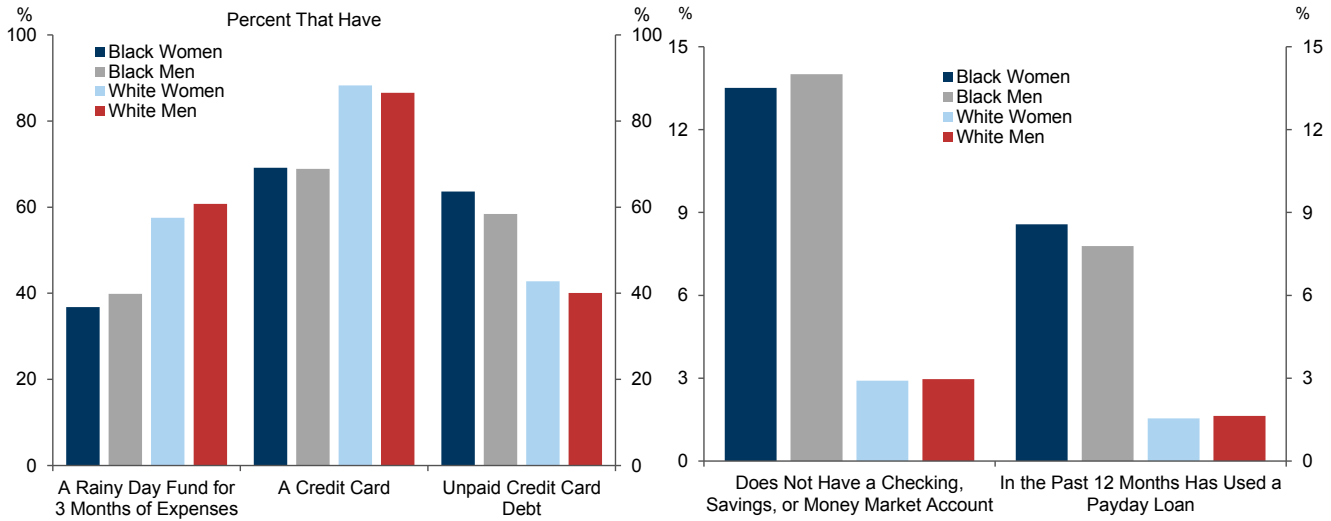 %
Percent That Have
%
100
80
60
40
20
0
Black Women
Black Men
White Women
White Men
100
80
60
40
20
0
A Rainy Day Fund for
3 Months of Expenses
A Credit Card
Unpaid Credit Card
Debt
%
%
15
12
9
6
3
0
Black Women
Black Men
White Women
White Men
15
12
9
6
3
0
Does Not Have a Checking,
Savings, or Money Market Account
In the Past 12 Months Has Used a
Payday Loan